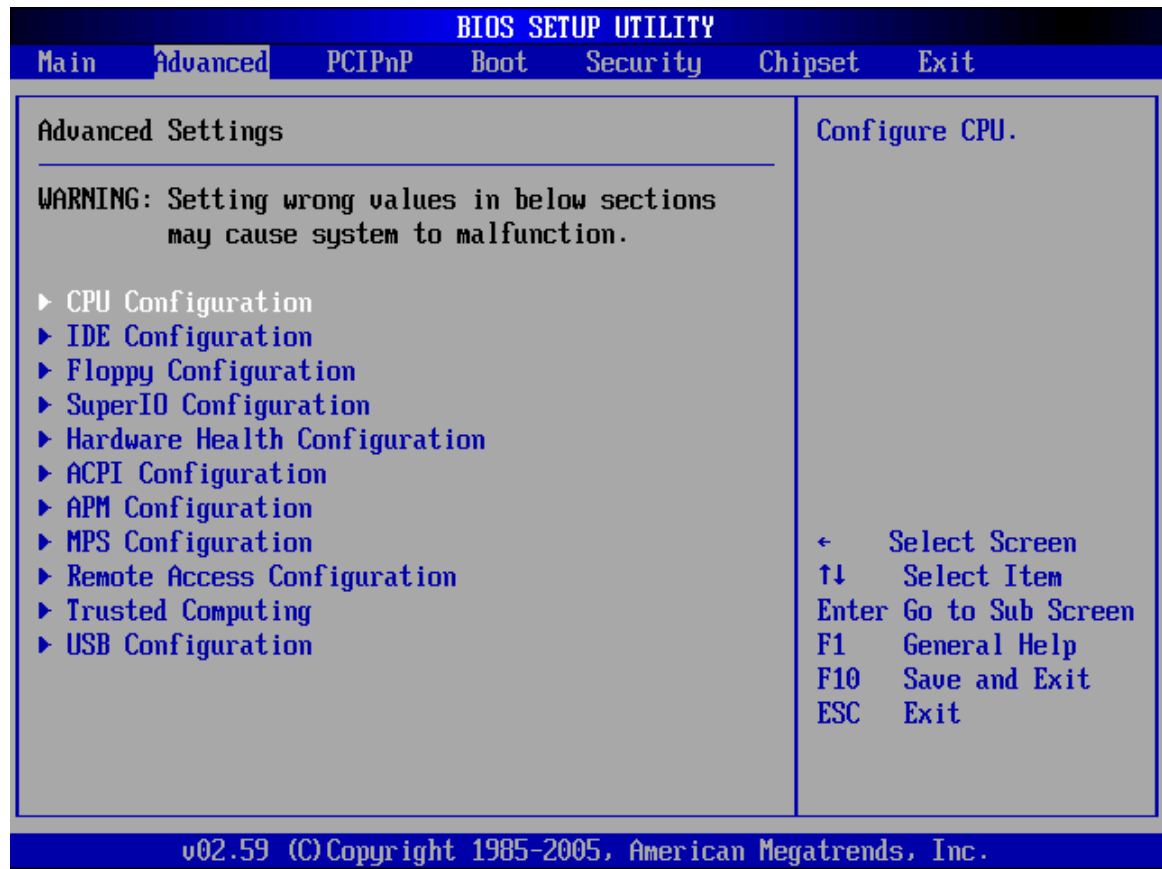 BIOS SETUP UTILITY
Main Advanced PCIPnP Boot Security Chipset Exit
Advanced Settings
WARNING: Setting wrong values in below sections
may cause system to malfunction.
▶ CPU Configuration
▶ IDE Configuration
▶ Floppy Configuration
▶ SuperIO Configuration
▶ Hardware Health Configuration
▶ ACPI Configuration
▶ APM Configuration
▶ MPS Configuration
▶ Remote Access Configuration
▶ Trusted Computing
▶ USB Configuration
Configure CPU.
← Select Screen
↑↓ Select Item
Enter Go to Sub Screen
F1 General Help
F10 Save and Exit
ESC Exit
v02.59 (C)Copyright 1985-2005, American Megatrends, Inc.